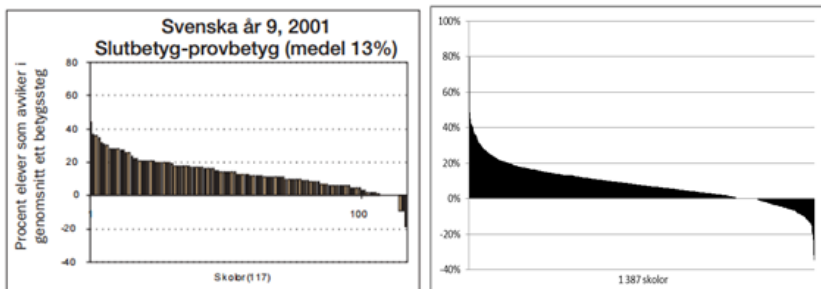 Svenska år 9, 2001
Slutbetyg-provbetyg (medel 13%)
Procent elever som avviker i
genomsnitt ett betygssteg
80
60
40
20
0
-20
-40
1
100
Skolor(117)
100%
80%
60%
40%
20%
0%
-20%
-40%
1 387 skolor